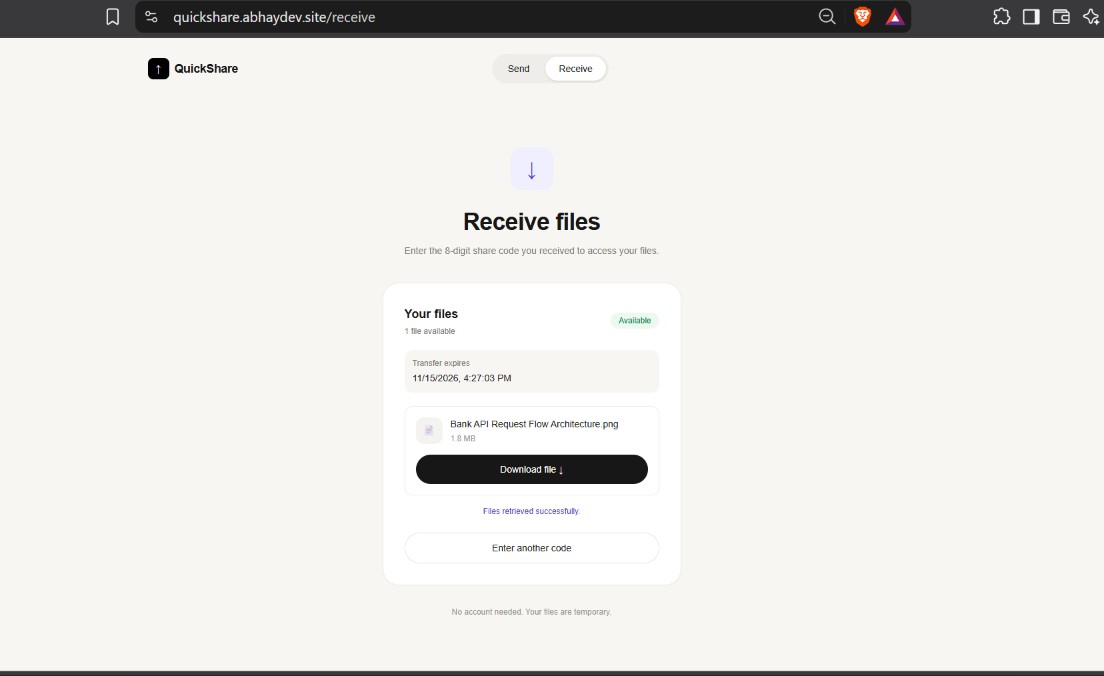 quickshare.abhaydev.site/receive
↑ QuickShare
Send
Receive
↓
Receive files
Enter the 8-digit share code you received to access your files.
Your files
1 file available
Available
Transfer expires
11/15/2026, 4:27:03 PM
Bank API Request Flow Architecture.png
1.8 MB
Download file ↓
Files retrieved successfully.
Enter another code
No account needed. Your files are temporary.